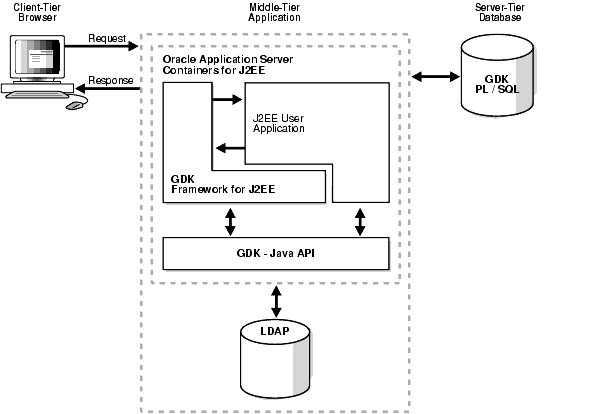 Client-Tier
Browser
Middle-Tier
Application
Server-Tier
Database
Request
Response
Oracle Application Server
Containers for J2EE
J2EE User
Application
GDK
Framework for J2EE
GDK - Java API
LDAP
GDK
PL / SQL